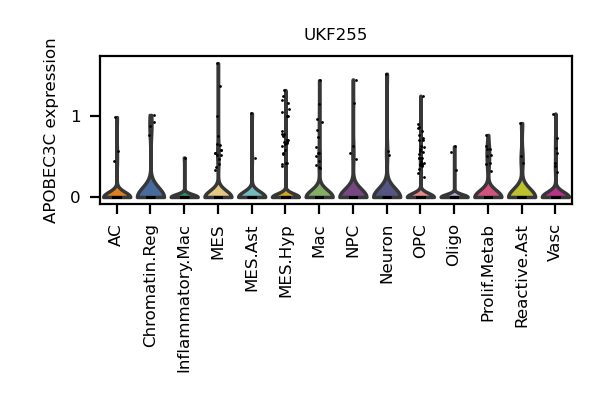 UKF255
APOBEC3C expression
1
0
AC
Chromatin.Reg
Inflammatory.Mac
MES
MES.Ast
MES.Hyp
Mac
NPC
Neuron
OPC
Oligo
Prolif.Metab
Reactive.Ast
Vasc